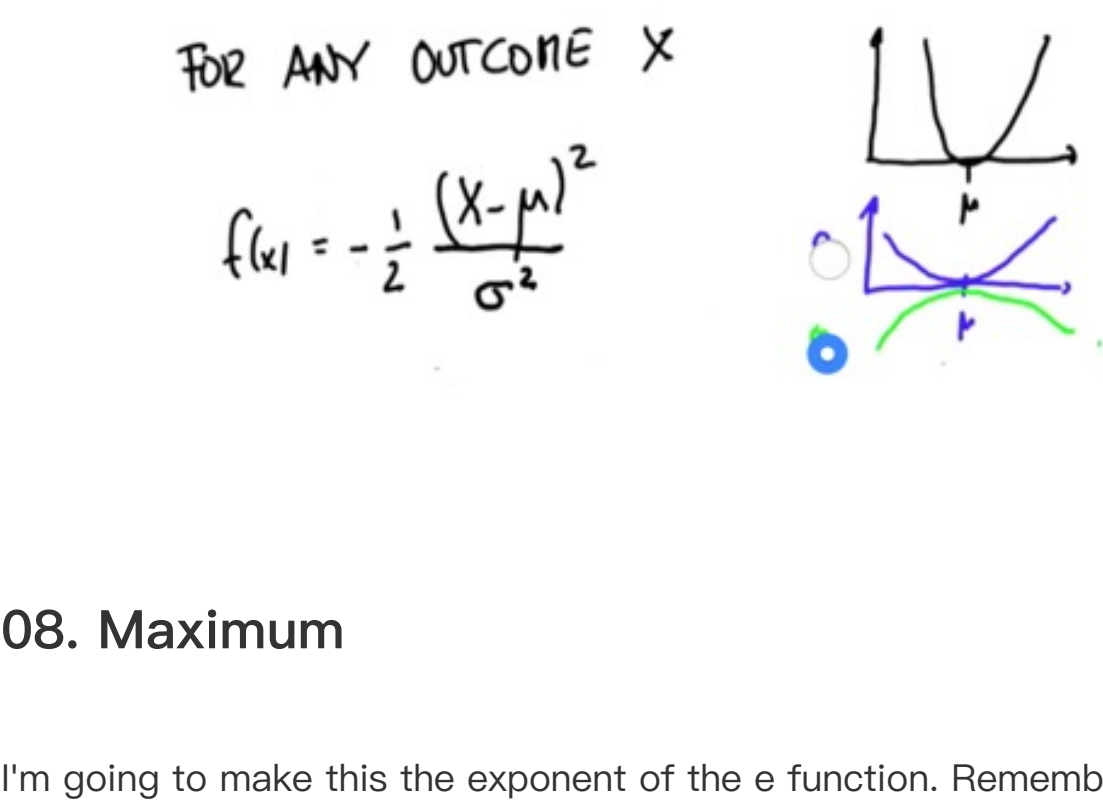 FOR ANY OUTCOME X
f(x) = - 1/2 (X-μ)² / σ²
μ
μ
08. Maximum
I'm going to make this the exponent of the e function. Rememb